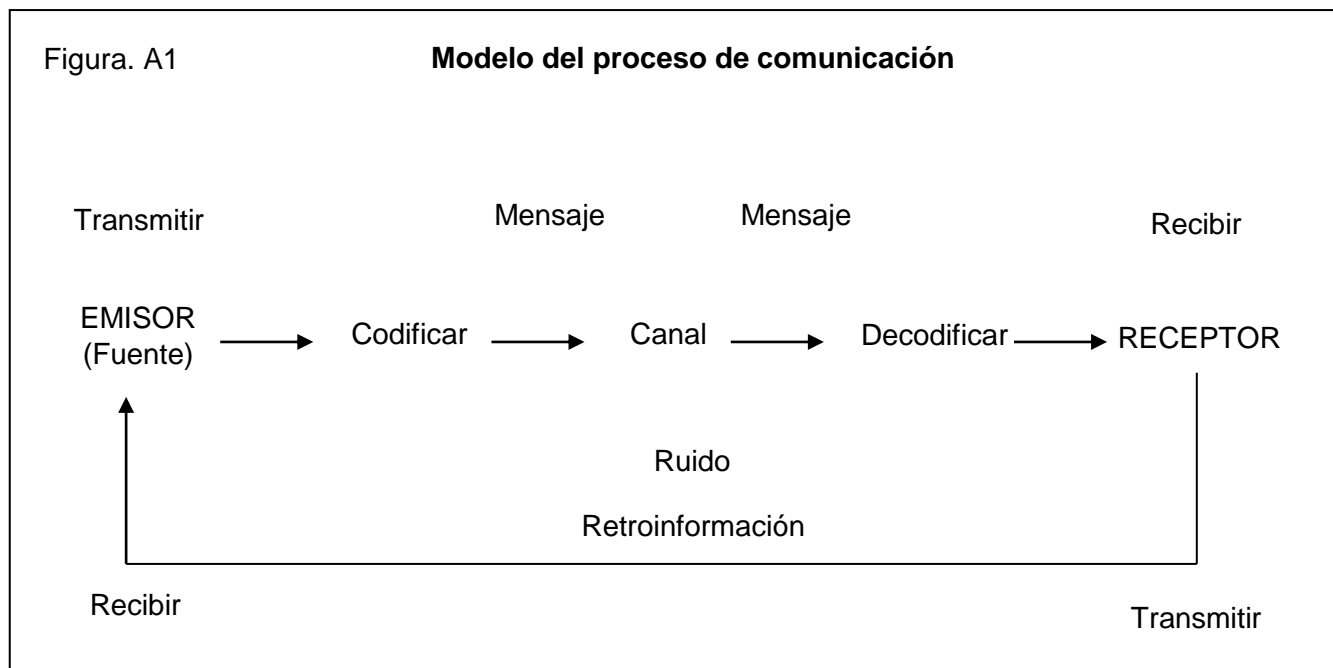 Figura. A1
Modelo del proceso de comunicación
Transmitir
Mensaje
Mensaje
Recibir
EMISOR
(Fuente)
Codificar
Canal
Decodificar
RECEPTOR
Ruido
Retroinformación
Recibir
Transmitir